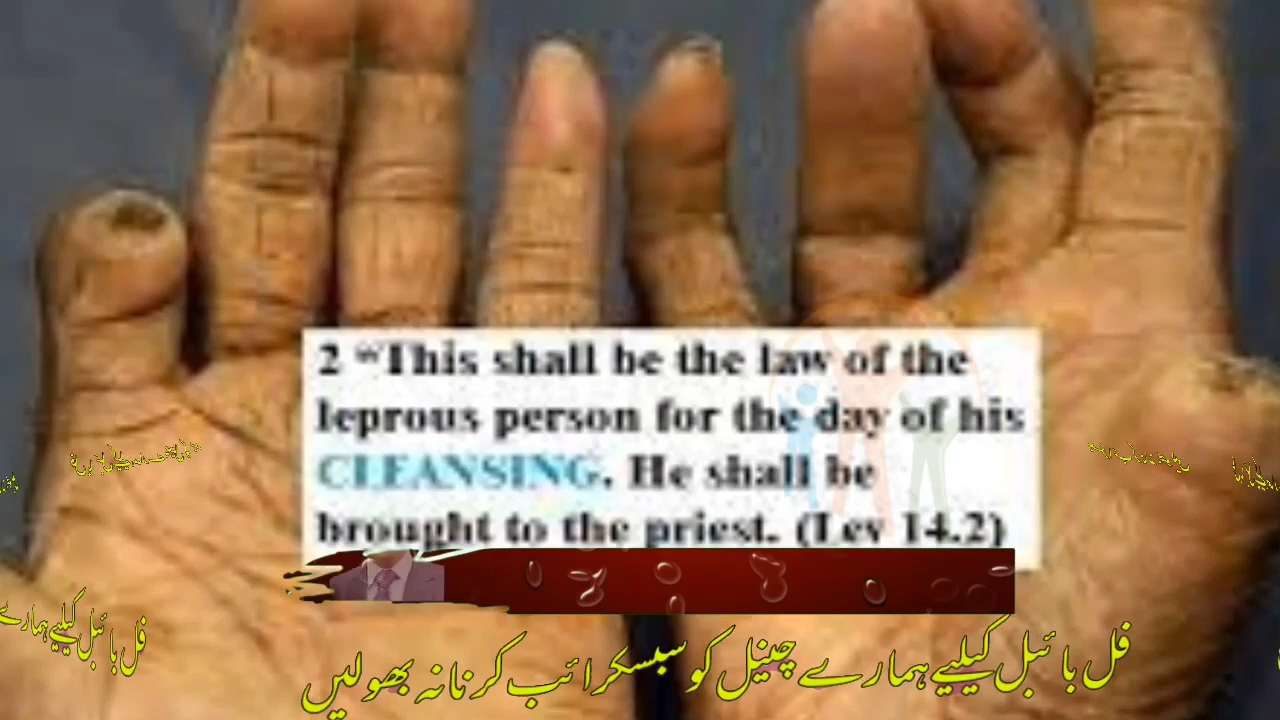 2 “This shall be the law of the
leprous person for the day of his
CLEANSING. He shall be
brought to the priest. (Lev 14.2)
فل بائبل کیلیے ہمارے
فل بائبل کیلیے ہمارے چینل کو سبسکرائب کرنا نہ بھولیں